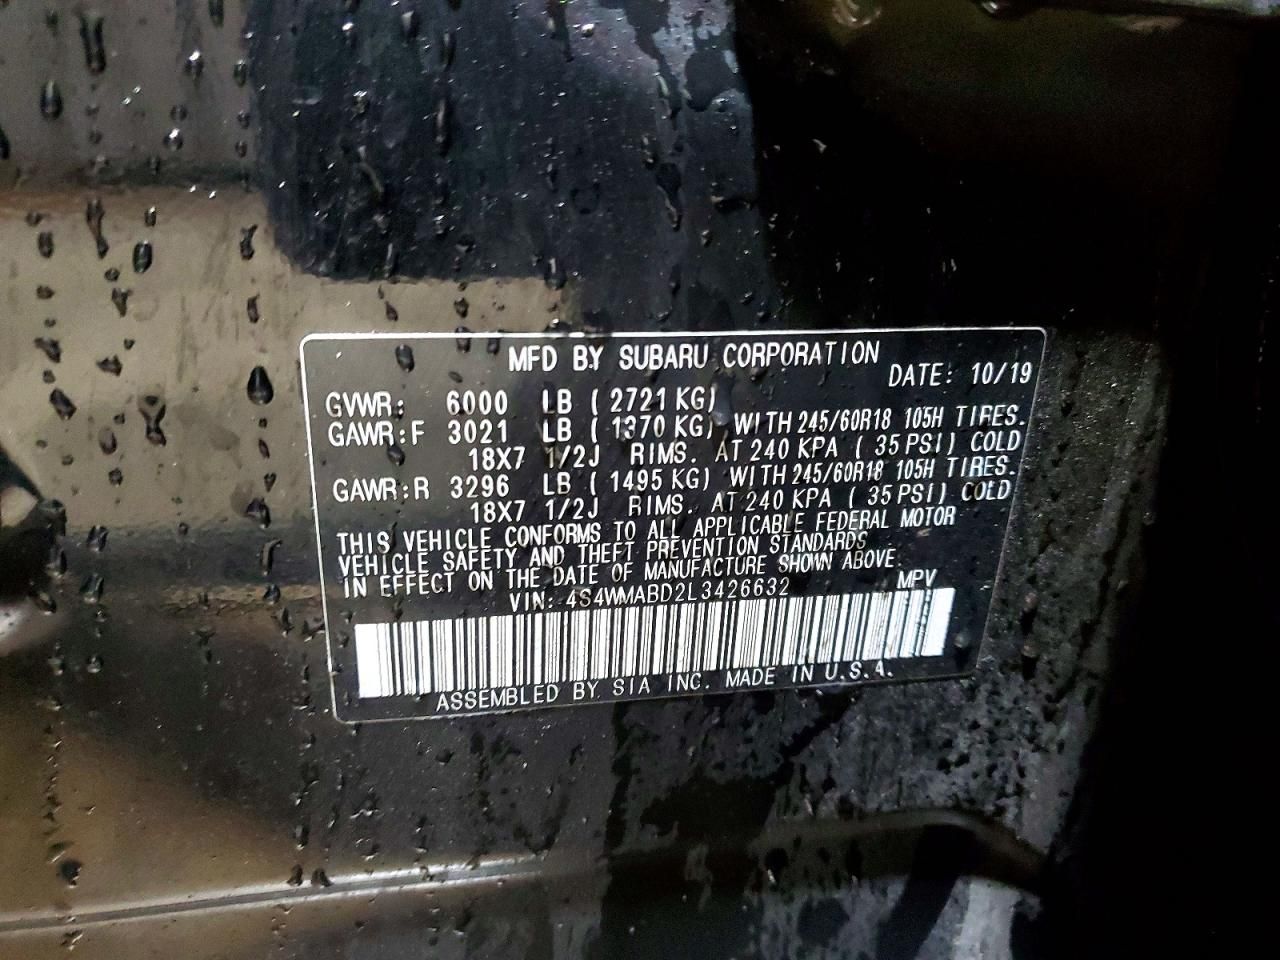 MFD BY SUBARU CORPORATION
DATE: 10/19
GVWR: 6000 LB ( 2721 KG)
GAWR:F 3021 LB ( 1370 KG) WITH 245/60R18 105H TIRES.
18X7 1/2J RIMS. AT 240 KPA ( 35 PSI) COLD
GAWR:R 3296 LB ( 1495 KG) WITH 245/60R18 105H TIRES.
18X7 1/2J RIMS. AT 240 KPA ( 35 PSI) COLD
THIS VEHICLE CONFORMS TO ALL APPLICABLE FEDERAL MOTOR
VEHICLE SAFETY AND THEFT PREVENTION STANDARDS
IN EFFECT ON THE DATE OF MANUFACTURE SHOWN ABOVE.
VIN: 4S4WMABD2L3426632 MPV
ASSEMBLED BY SIA INC. MADE IN U.S.A.